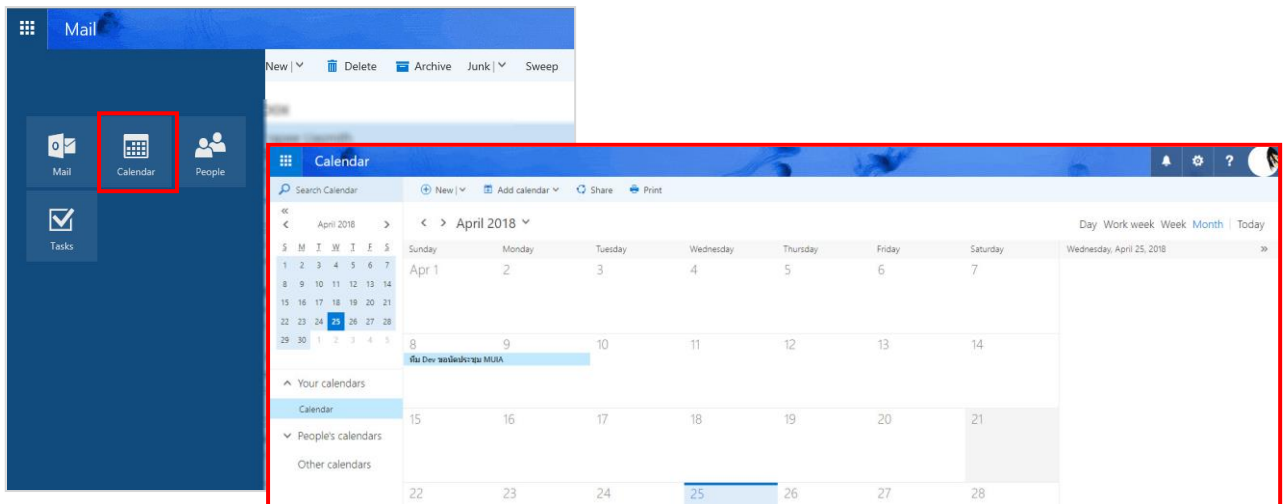 Mail
New | Delete Archive Junk | Sweep
Mail Calendar People
Tasks
Calendar ?
Search Calendar New | Add calendar Share Print
« 
< April 2018 > < > April 2018 Day Work week Week Month | Today
S M T W T F S Sunday Monday Tuesday Wednesday Thursday Friday Saturday Wednesday, April 25, 2018 »
1 2 3 4 5 6 7 Apr 1 2 3 4 5 6 7
8 9 10 11 12 13 14
15 16 17 18 19 20 21
22 23 24 25 26 27 28
29 30 1 2 3 4 5 8 9 10 11 12 13 14
ทีม Dev ขอนัดประชุม MUIA
Your calendars
Calendar
15 16 17 18 19 20 21
People's calendars
Other calendars
22 23 24 25 26 27 28